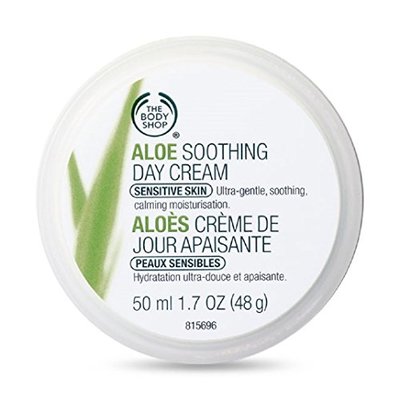 THE
BODY
SHOP®
ALOE SOOTHING
DAY CREAM
SENSITIVE SKIN Ultra-gentle, soothing,
calming moisturisation.
ALOÈS CRÈME DE
JOUR APAISANTE
PEAUX SENSIBLES
Hydratation ultra-douce et apaisante.
50 ml 1.7 OZ (48 g)
815696